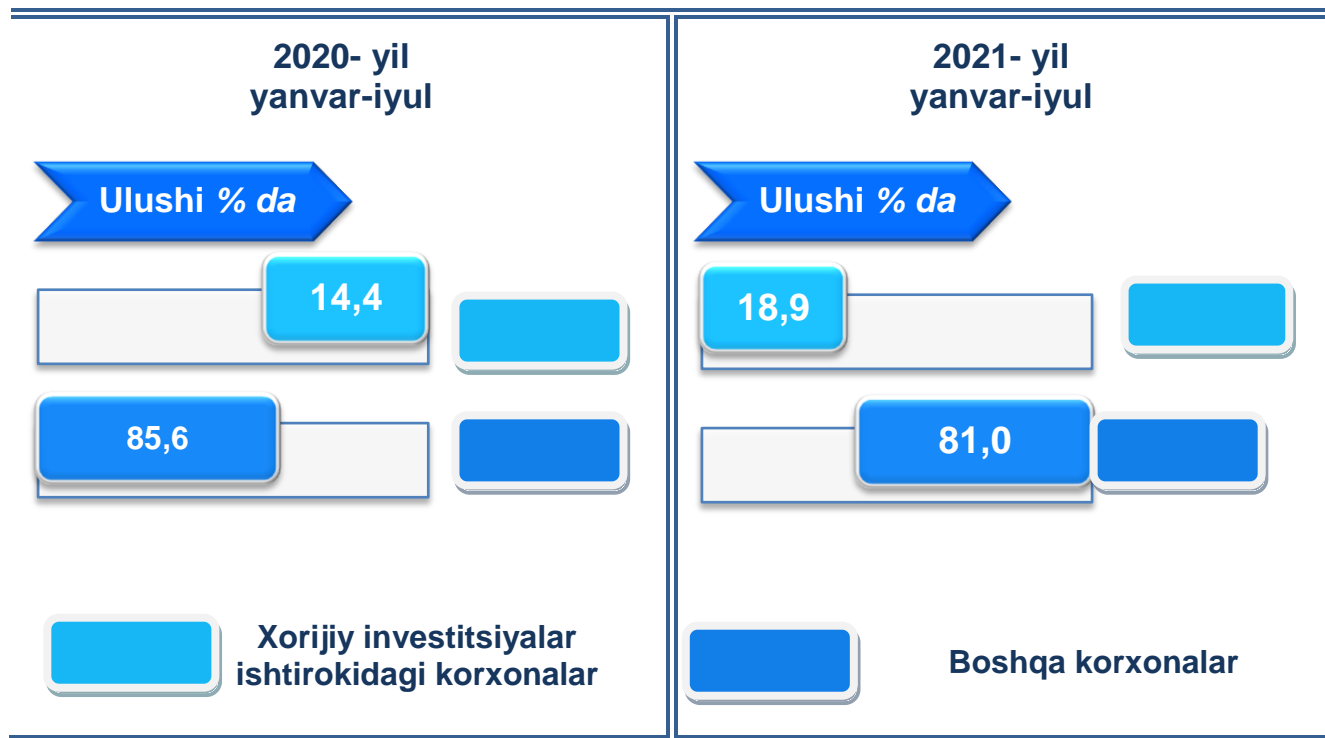 2020- yil
yanvar-iyul
Ulushi % da
14,4
85,6
2021- yil
yanvar-iyul
Ulushi % da
18,9
81,0
Xorijiy investitsiyalar
ishtirokidagi korxonalar
Boshqa korxonalar